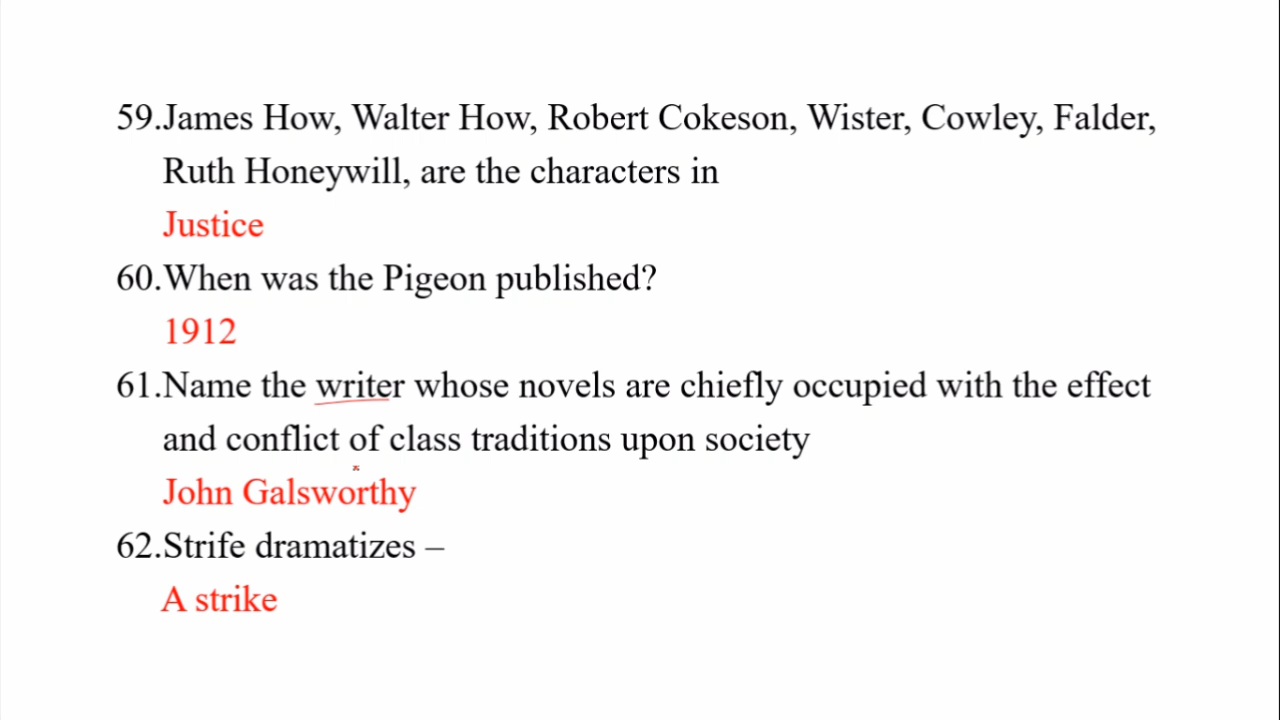 59.James How, Walter How, Robert Cokeson, Wister, Cowley, Falder,
Ruth Honeywill, are the characters in
Justice
60.When was the Pigeon published?
1912
61.Name the writer whose novels are chiefly occupied with the effect
and conflict of class traditions upon society
John Galsworthy
62.Strife dramatizes –
A strike